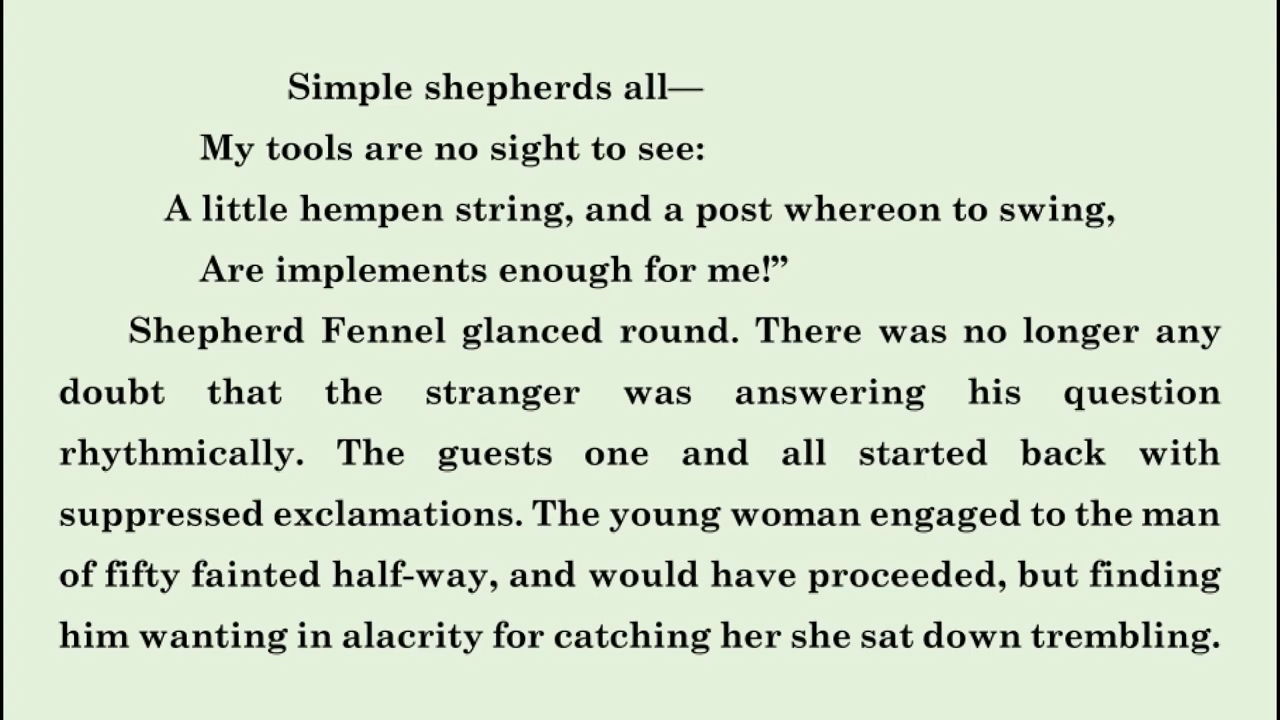 Simple shepherds all—
My tools are no sight to see:
A little hempen string, and a post whereon to swing,
Are implements enough for me!”
Shepherd Fennel glanced round. There was no longer any
doubt that the stranger was answering his question
rhythmically. The guests one and all started back with
suppressed exclamations. The young woman engaged to the man
of fifty fainted half-way, and would have proceeded, but finding
him wanting in alacrity for catching her she sat down trembling.